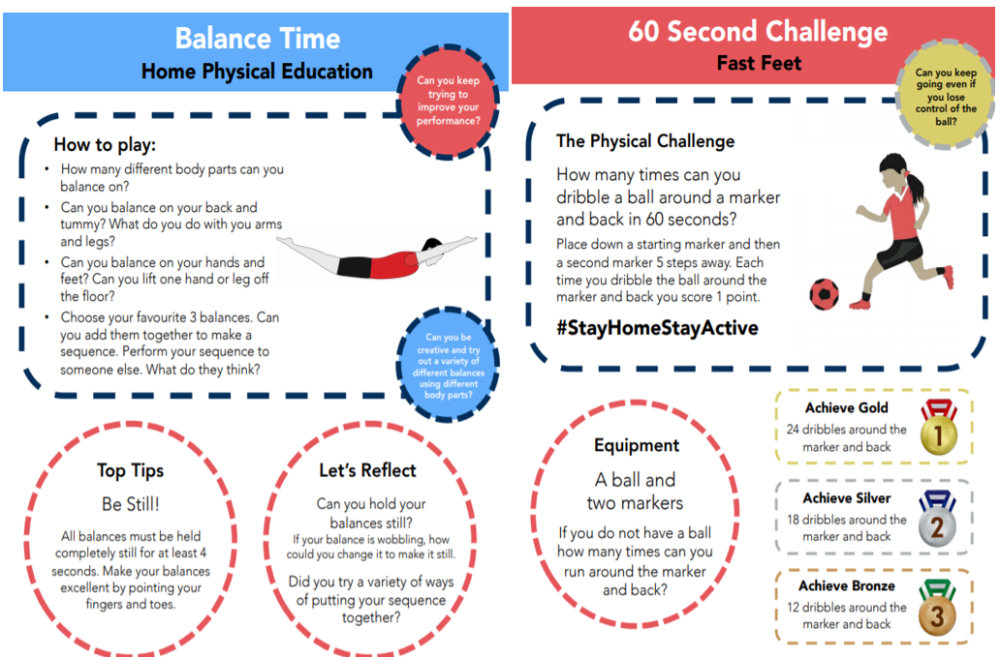 Balance Time
Home Physical Education
Can you keep
trying to
improve your
performance?
How to play:
• How many different body parts can you
balance on?
• Can you balance on your back and
tummy? What do you do with you arms
and legs?
• Can you balance on your hands and
feet? Can you lift one hand or leg off
the floor?
• Choose your favourite 3 balances. Can
you add them together to make a
sequence. Perform your sequence to
someone else. What do they think?
Can you be
creative and try
out a variety of
different balances
using different
body parts?
Top Tips
Be Still!
All balances must be held
completely still for at least 4
seconds. Make your balances
excellent by pointing your
fingers and toes.
Let's Reflect
Can you hold your
balances still?
If your balance is wobbling, how
could you change it to make it still.
Did you try a variety of ways
of putting your sequence
together?
60 Second Challenge
Fast Feet
Can you keep
going even if
you lose
control of the
ball?
The Physical Challenge
How many times can you
dribble a ball around a marker
and back in 60 seconds?
Place down a starting marker and then
a second marker 5 steps away. Each
time you dribble the ball around the
marker and back you score 1 point.
#StayHomeStayActive
Equipment
A ball and
two markers
If you do not have a ball
how many times can you
run around the marker
and back?
Achieve Gold
24 dribbles around the
marker and back
1
Achieve Silver
18 dribbles around the
marker and back
2
Achieve Bronze
12 dribbles around the
marker and back
3